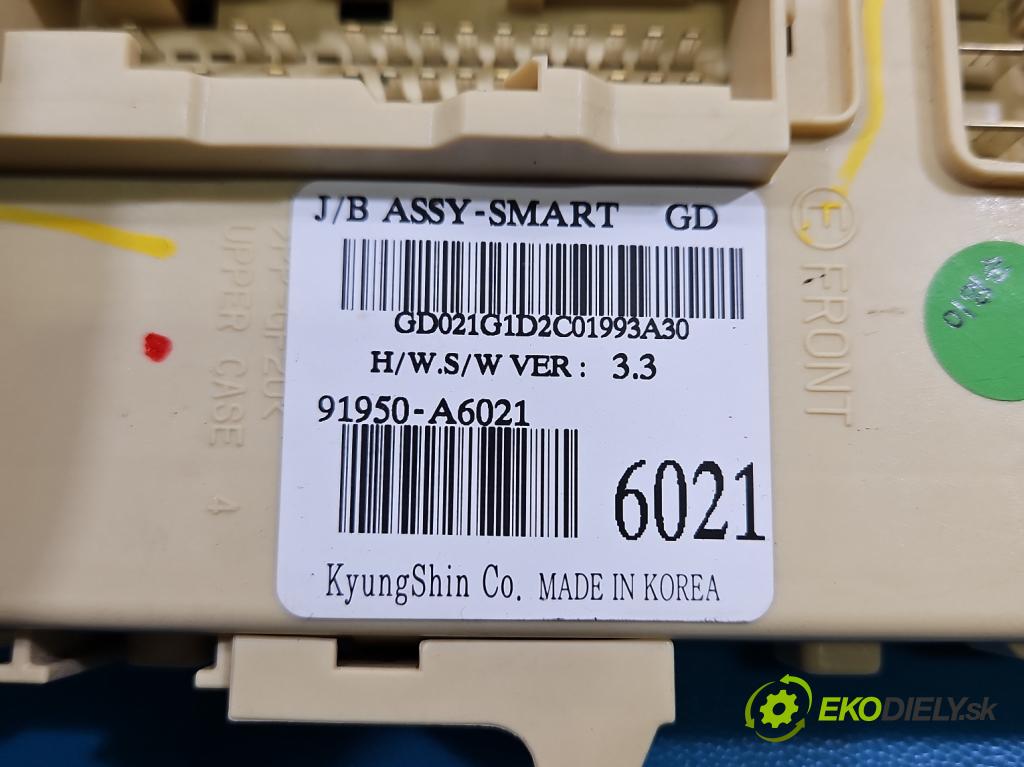 J/B ASSY-SMART GD
GD021G1D2C01993A30
H/W.S/W VER : 3.3
91950-A6021
6021
KyungShin Co. MADE IN KOREA
UPPER CASE 4
F FRONT
EKODIELY.sk